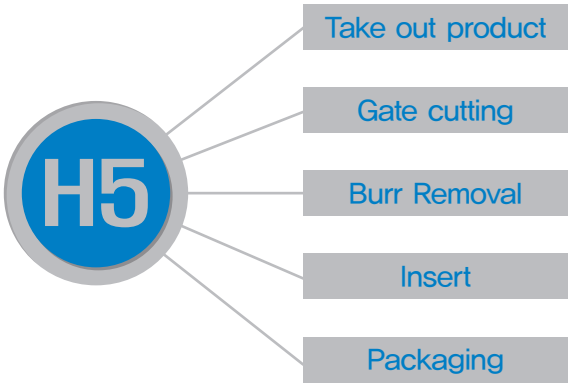 Take out product
Gate cutting
H5
Burr Removal
Insert
Packaging